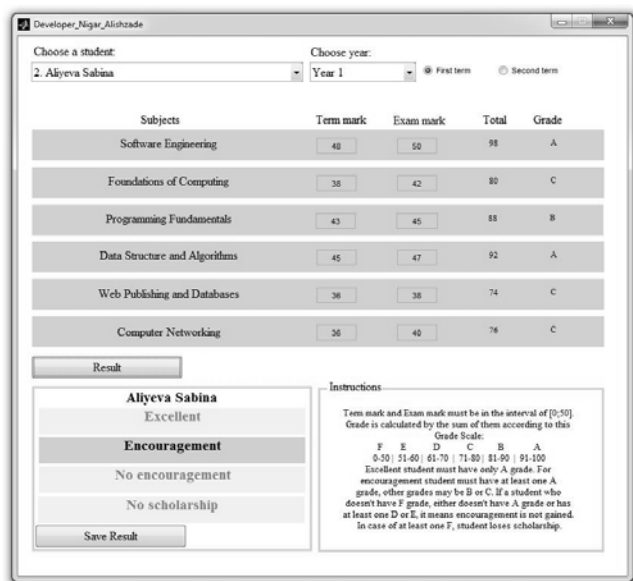 Developer_Nigar_Alishzade
Choose a student: Choose year:
2. Aliyeva Sabina Year 1 First term Second term
Subjects Term mark Exam mark Total Grade
Software Engineering 48 50 98 A
Foundations of Computing 38 42 80 C
Programming Fundamentals 43 45 88 B
Data Structure and Algorithms 45 47 92 A
Web Publishing and Databases 36 38 74 C
Computer Networking 36 40 76 C
Result
Aliyeva Sabina
Excellent
Encouragement
No encouragement
No scholarship
Save Result
Instructions
Term mark and Exam mark must be in the interval of [0;50].
Grade is calculated by the sum of them according to this
Grade Scale:
F E D C B A
0-50| 51-60| 61-70 | 71-80| 81-90 | 91-100
Excellent student must have only A grade. For
encouragement student must have at least one A
grade, other grades may be B or C. If a student who
doesn't have F grade, either doesn't have A grade or has
at least one D or E, it means encouragement is not gained.
In case of at least one F, student loses scholarship.